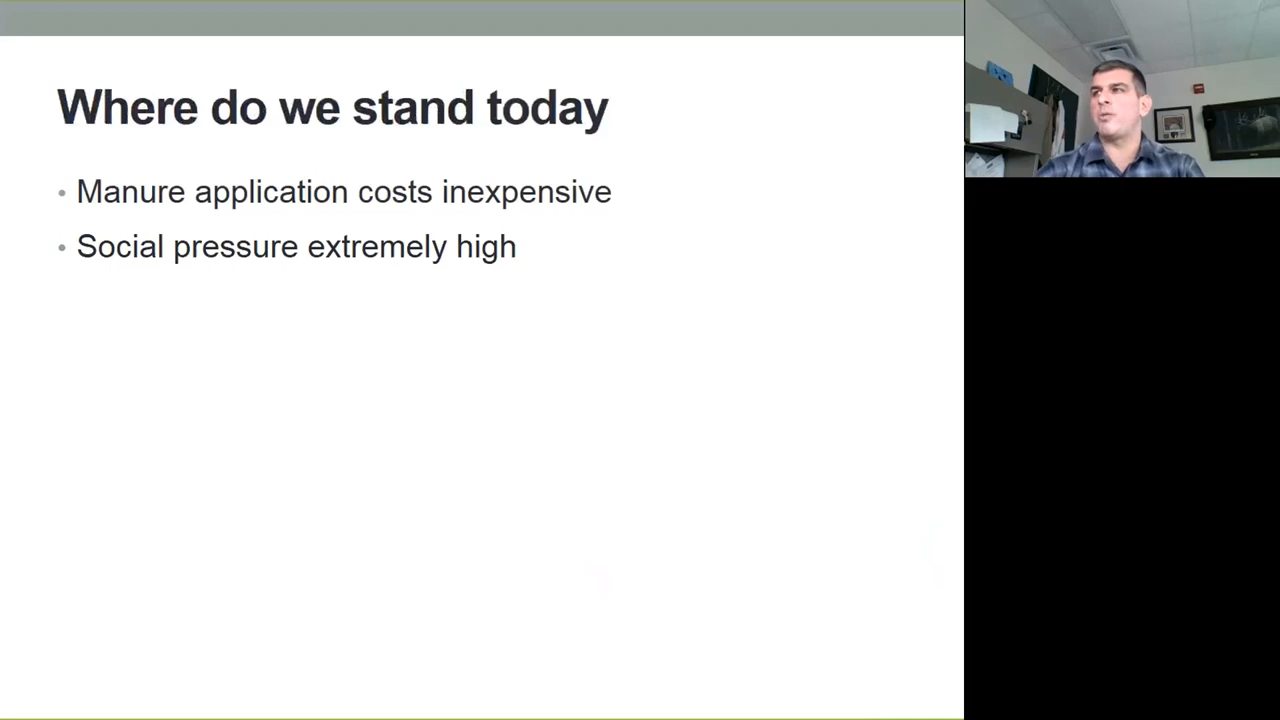 Where do we stand today
• Manure application costs inexpensive
• Social pressure extremely high